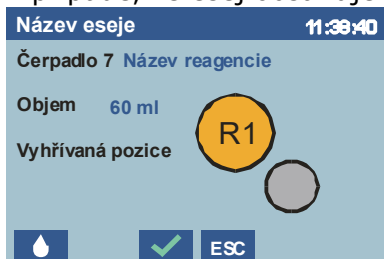 Název eseje 11:38:40
Čerpadlo 7 Název reagencie
Objem 60 ml
R1
Vyhřívaná pozice
ESC